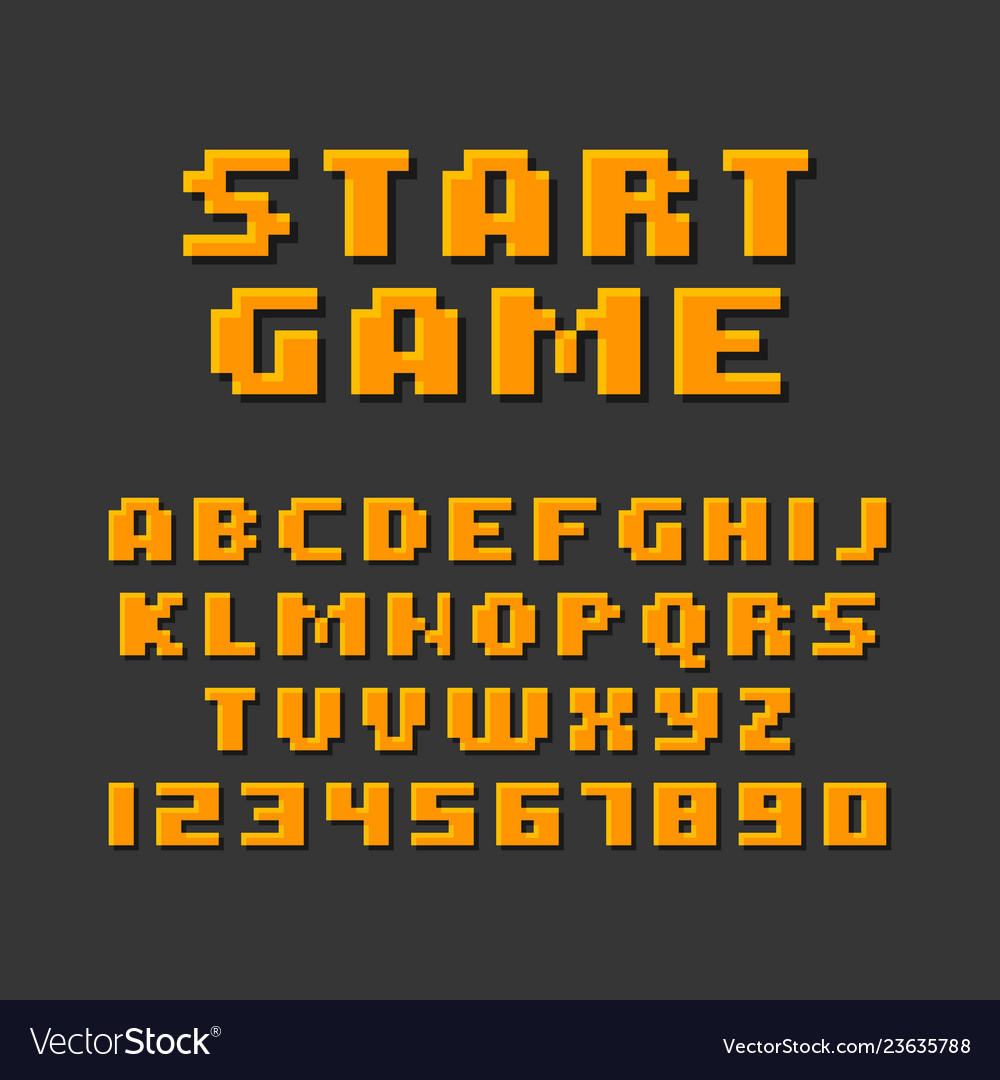 START
GAME
ABCDEFGHIJ
KLMNOPQRS
TUVWXYZ
1234567890
VectorStock® VectorStock.com/23635788